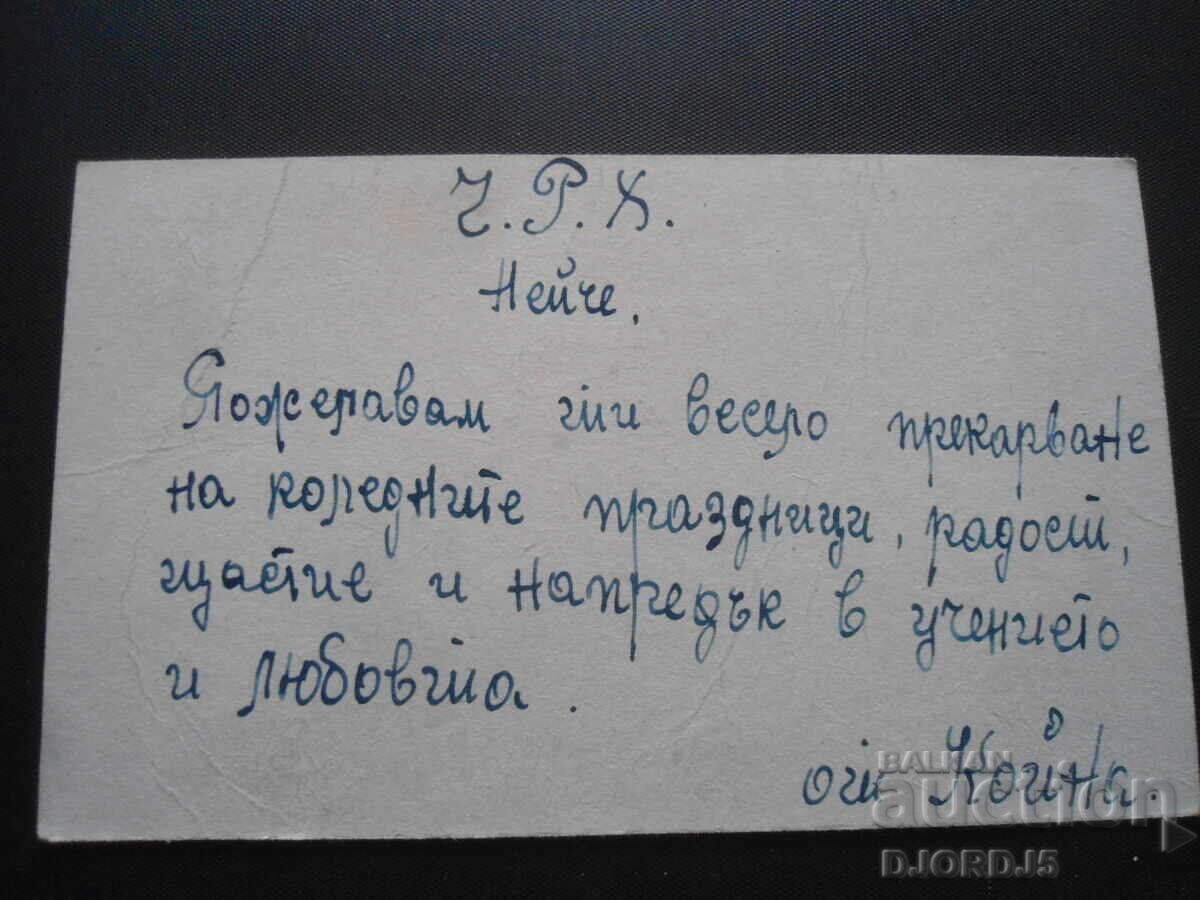 Ч.Р.Х.
Нейче.
Пожелавам ти весело прекарване
на коледните празници, радост,
щастие и напредък в учението
и любовта.
от Койна.
BALKAN
auction
DJORDJ5